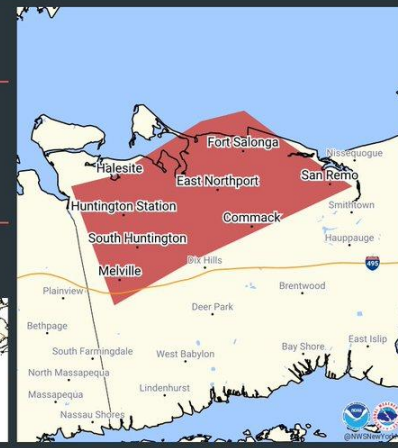 Fort Salonga
Nissequogue
Halesite
East Northport
San Remo
Huntington Station
Smithtown
Commack
South Huntington
Hauppauge
Dix Hills
Melville
495
Plainview
Brentwood
Deer Park
Bethpage
East Islip
Bay Shore
South Farmingdale
West Babylon
North Massapequa
Lindenhurst
Massapequa
Nassau Shores